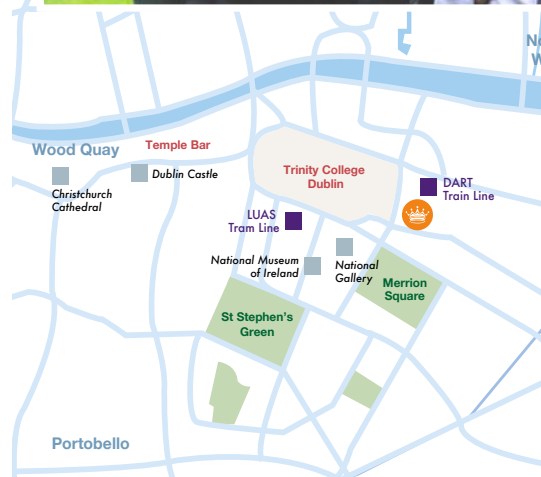 Wood Quay
Temple Bar
Dublin Castle
Christchurch
Cathedral
Trinity College
Dublin
DART
Train Line
LUAS
Tram Line
National Museum
of Ireland
National
Gallery
Merrion
Square
St Stephen's
Green
Portobello